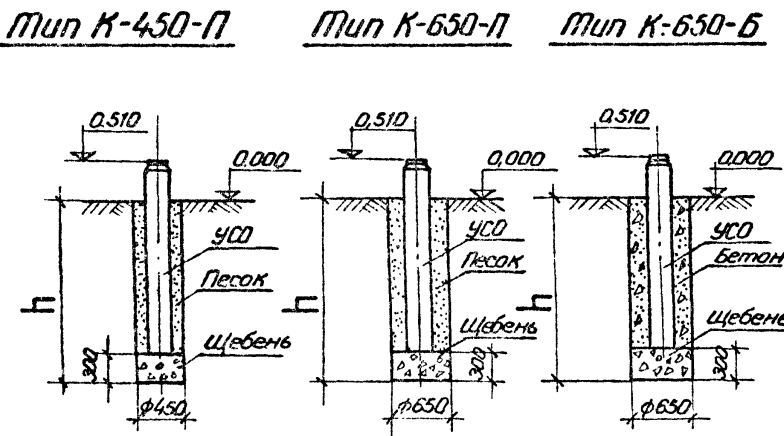 Тип К-450-П
Тип К-650-П
Тип К-650-Б
0.510
0,510
0.510
0.000
0,000
0,000
УСО
УСО
УСО
Песок
Песок
Бетон
Щебень
Щебень
Щебень
h
h
h
300
300
300
ф450
ф650
ф650